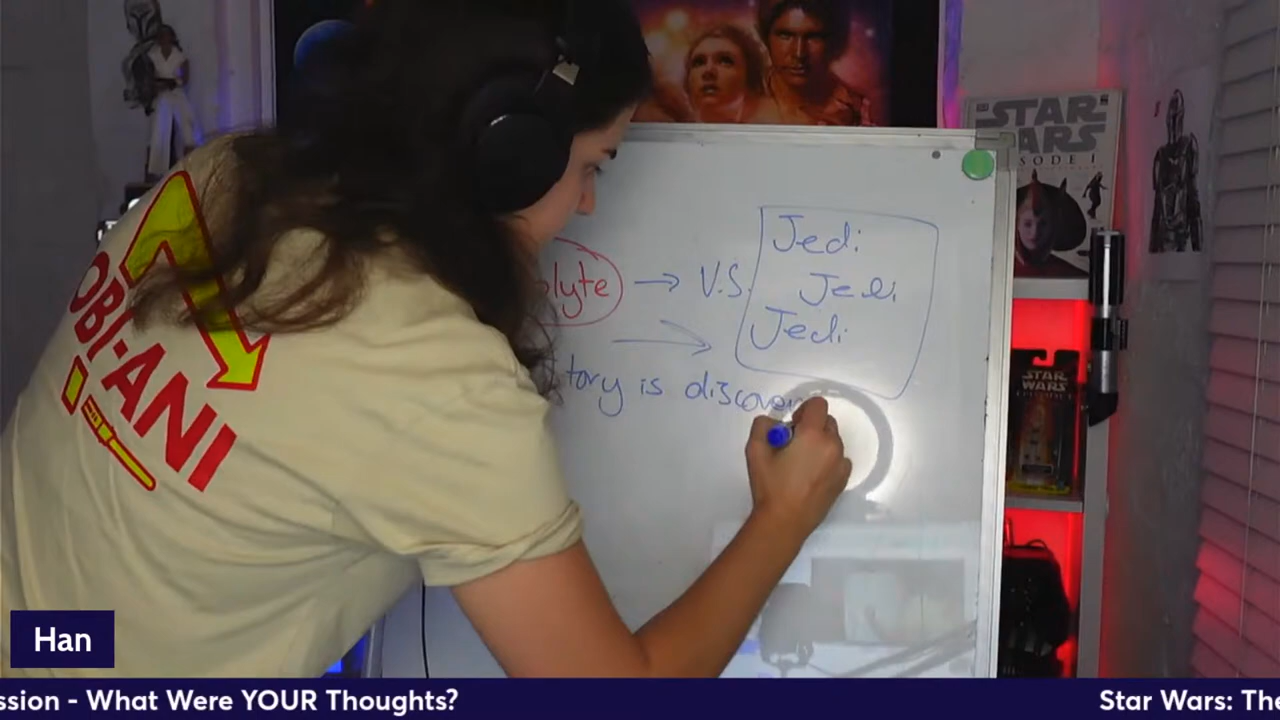 STAR
WARS
SODE I
Jedi
lyte → V.S.
Jedi
Jedi
tory is discover
OBI-ANI
STAR
WARS
Han
ssion - What Were YOUR Thoughts?
Star Wars: The